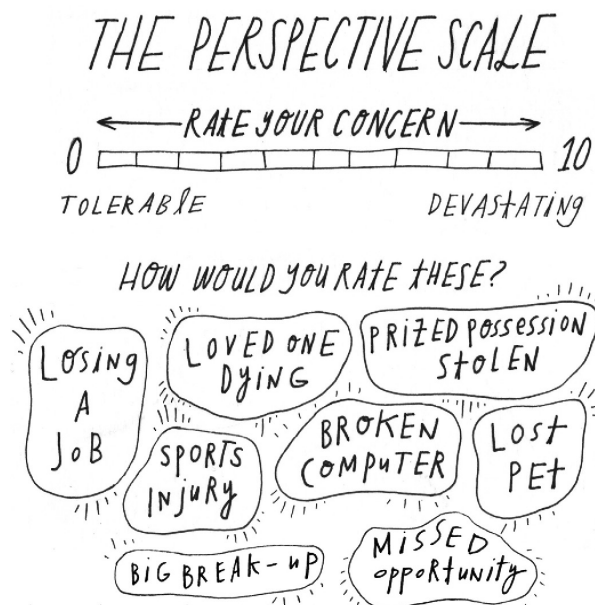 THE PERSPECTIVE SCALE
RATE YOUR CONCERN
0 10
TOLERABLE DEVASTATING
HOW WOULD YOU RATE THESE?
LOSING
A
JOB
LOVED ONE
DYING
PRIZED POSSESSION
STOLEN
SPORTS
INJURY
BROKEN
COMPUTER
LOST
PET
BIG BREAK-UP
MISSED
OPPORTUNITY